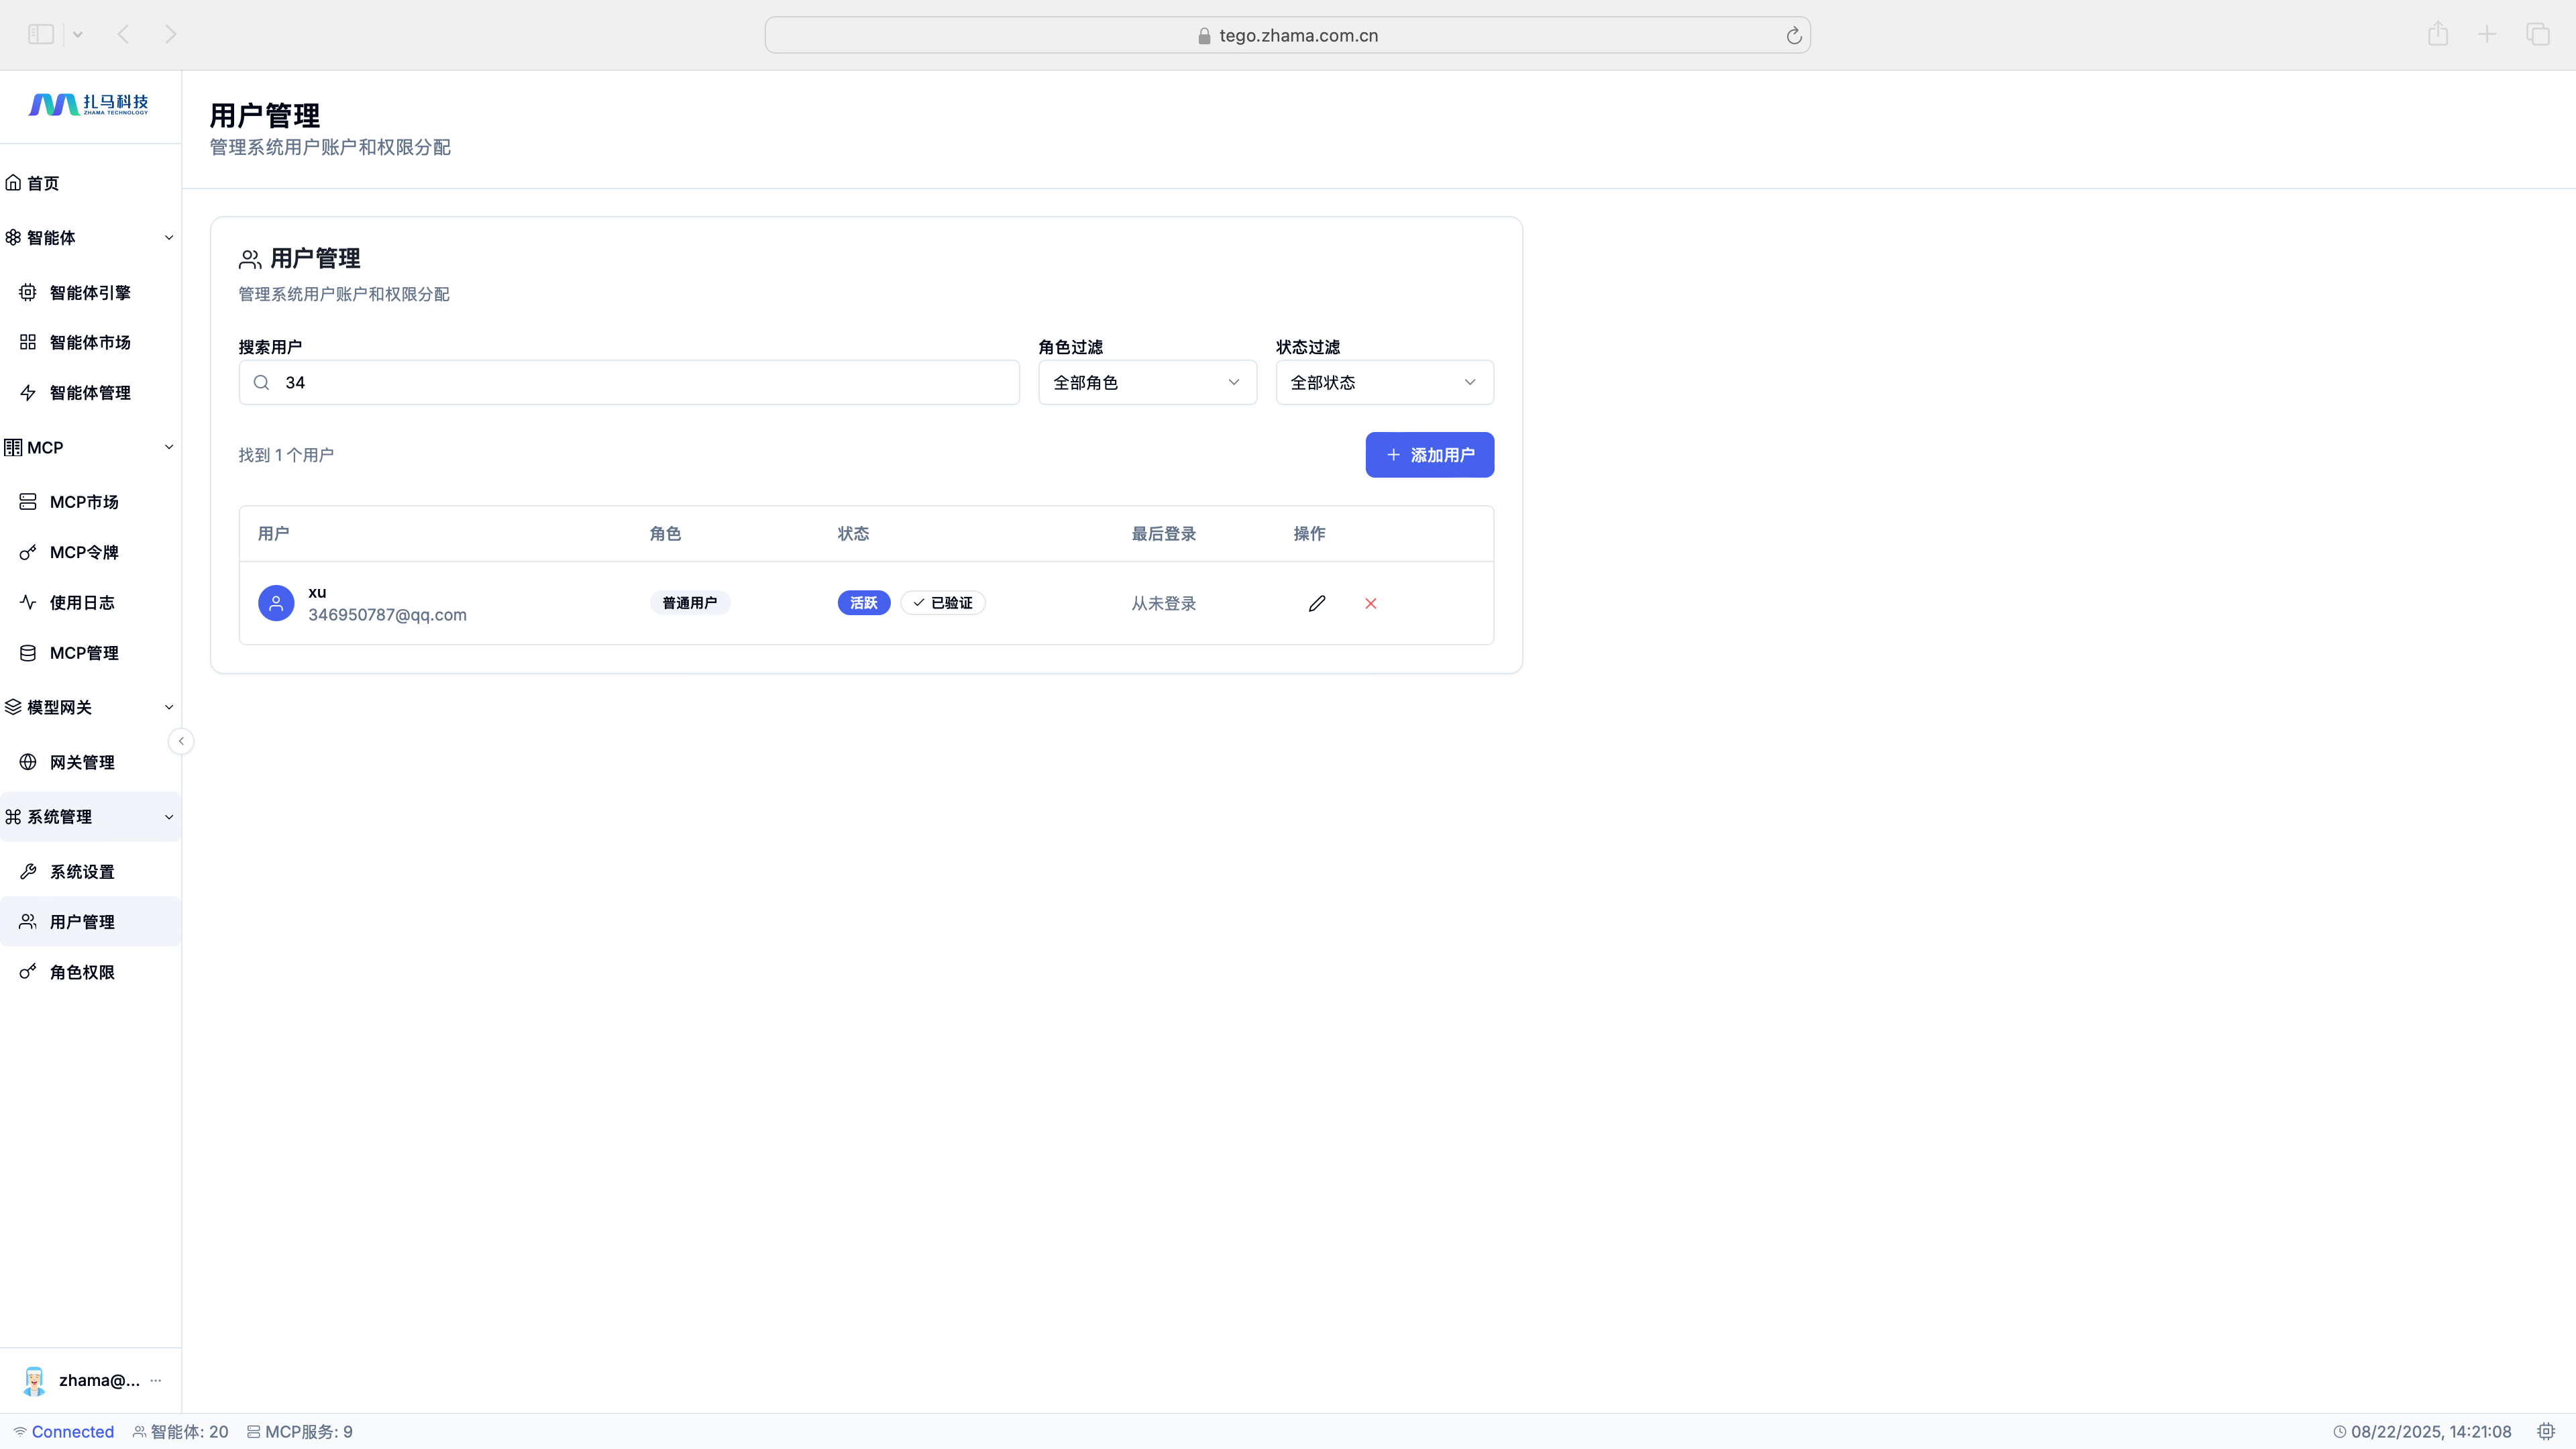 tego.zhama.com.cn
扎马科技
ZHAMA TECHNOLOGY
首页
智能体
智能体引擎
智能体市场
智能体管理
MCP
MCP市场
MCP令牌
使用日志
MCP管理
模型网关
网关管理
系统管理
系统设置
用户管理
角色权限
zhama@... ...
用户管理
管理系统用户账户和权限分配
用户管理
管理系统用户账户和权限分配
搜索用户 角色过滤 状态过滤
34 全部角色 全部状态
找到 1 个用户 添加用户
用户 角色 状态 最后登录 操作
xu
346950787@qq.com 普通用户 活跃 已验证 从未登录
Connected 智能体: 20 MCP服务: 9 08/22/2025, 14:21:08